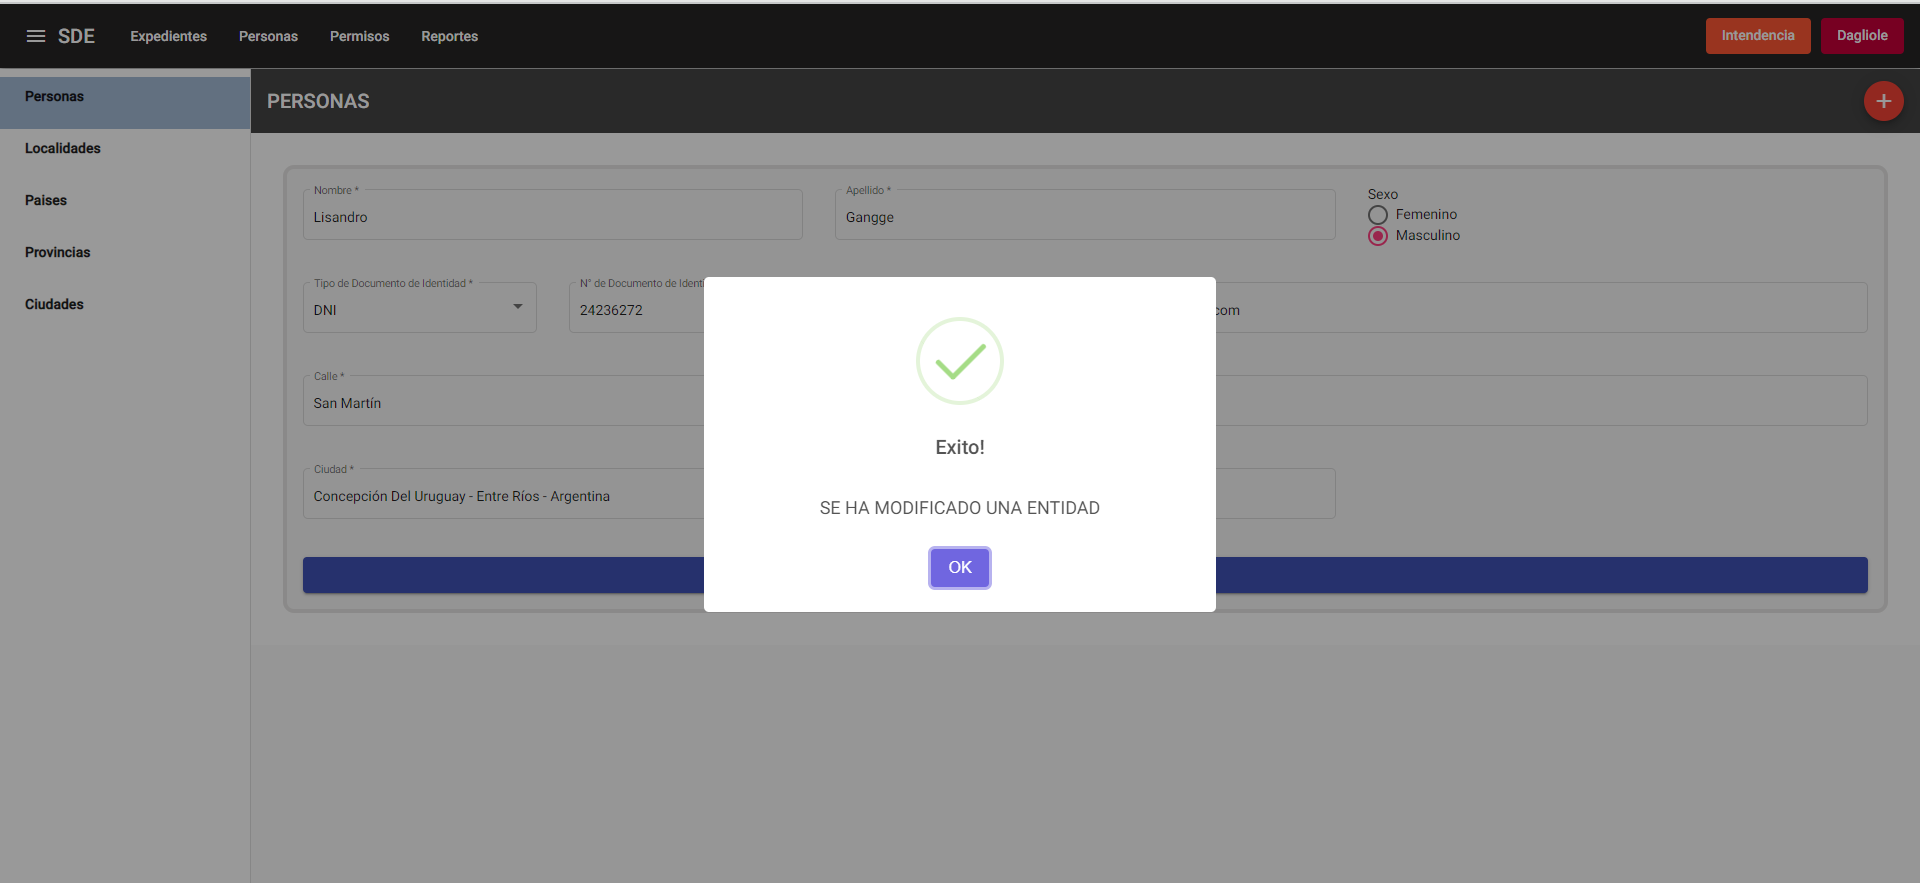 SDE Expedientes Personas Permisos Reportes Intendencia Dagliole
Personas
Localidades
Paises
Provincias
Ciudades
PERSONAS
+
Nombre *
Lisandro
Apellido *
Gangge
Sexo
Femenino
Masculino
Tipo de Documento de Identidad *
DNI
N° de Documento de Identi
24236272
com
Calle *
San Martín
Ciudad *
Concepción Del Uruguay - Entre Ríos - Argentina
Exito!
SE HA MODIFICADO UNA ENTIDAD
OK